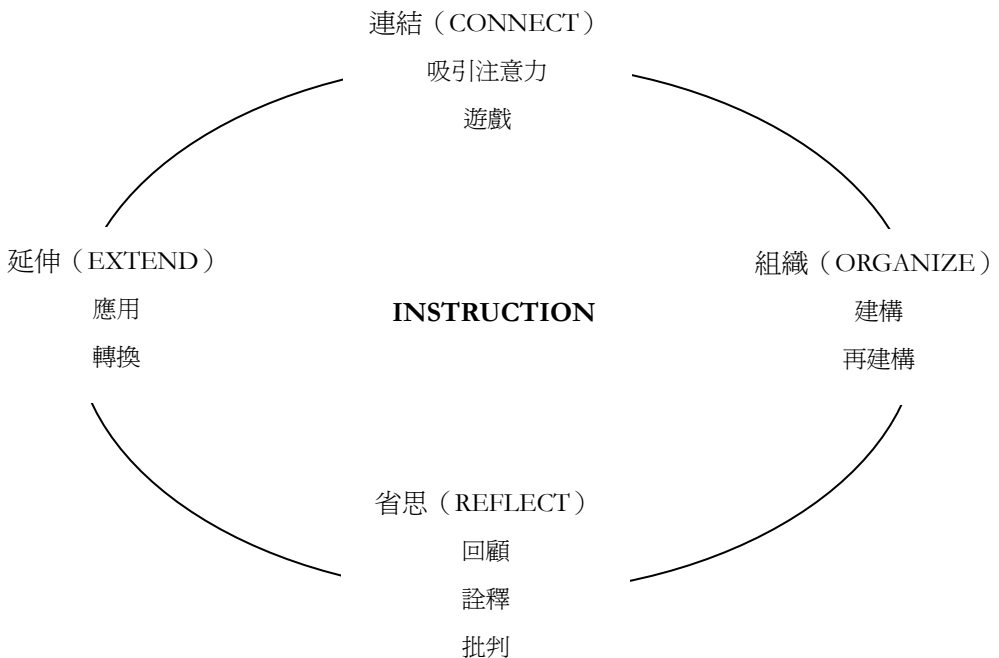 連結（CONNECT）
吸引注意力
遊戲
延伸（EXTEND）
應用
轉換
INSTRUCTION
組織（ORGANIZE）
建構
再建構
省思（REFLECT）
回顧
詮釋
批判